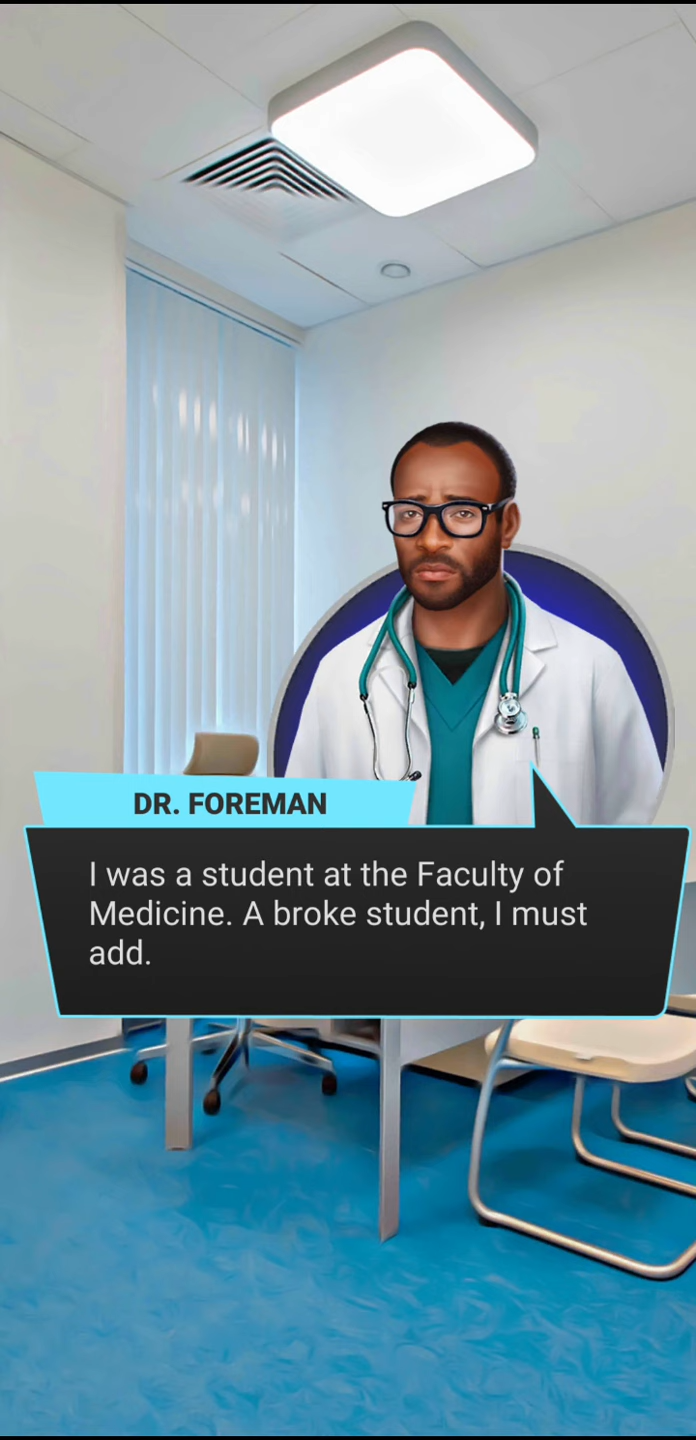 DR. FOREMAN
I was a student at the Faculty of
Medicine. A broke student, I must
add.